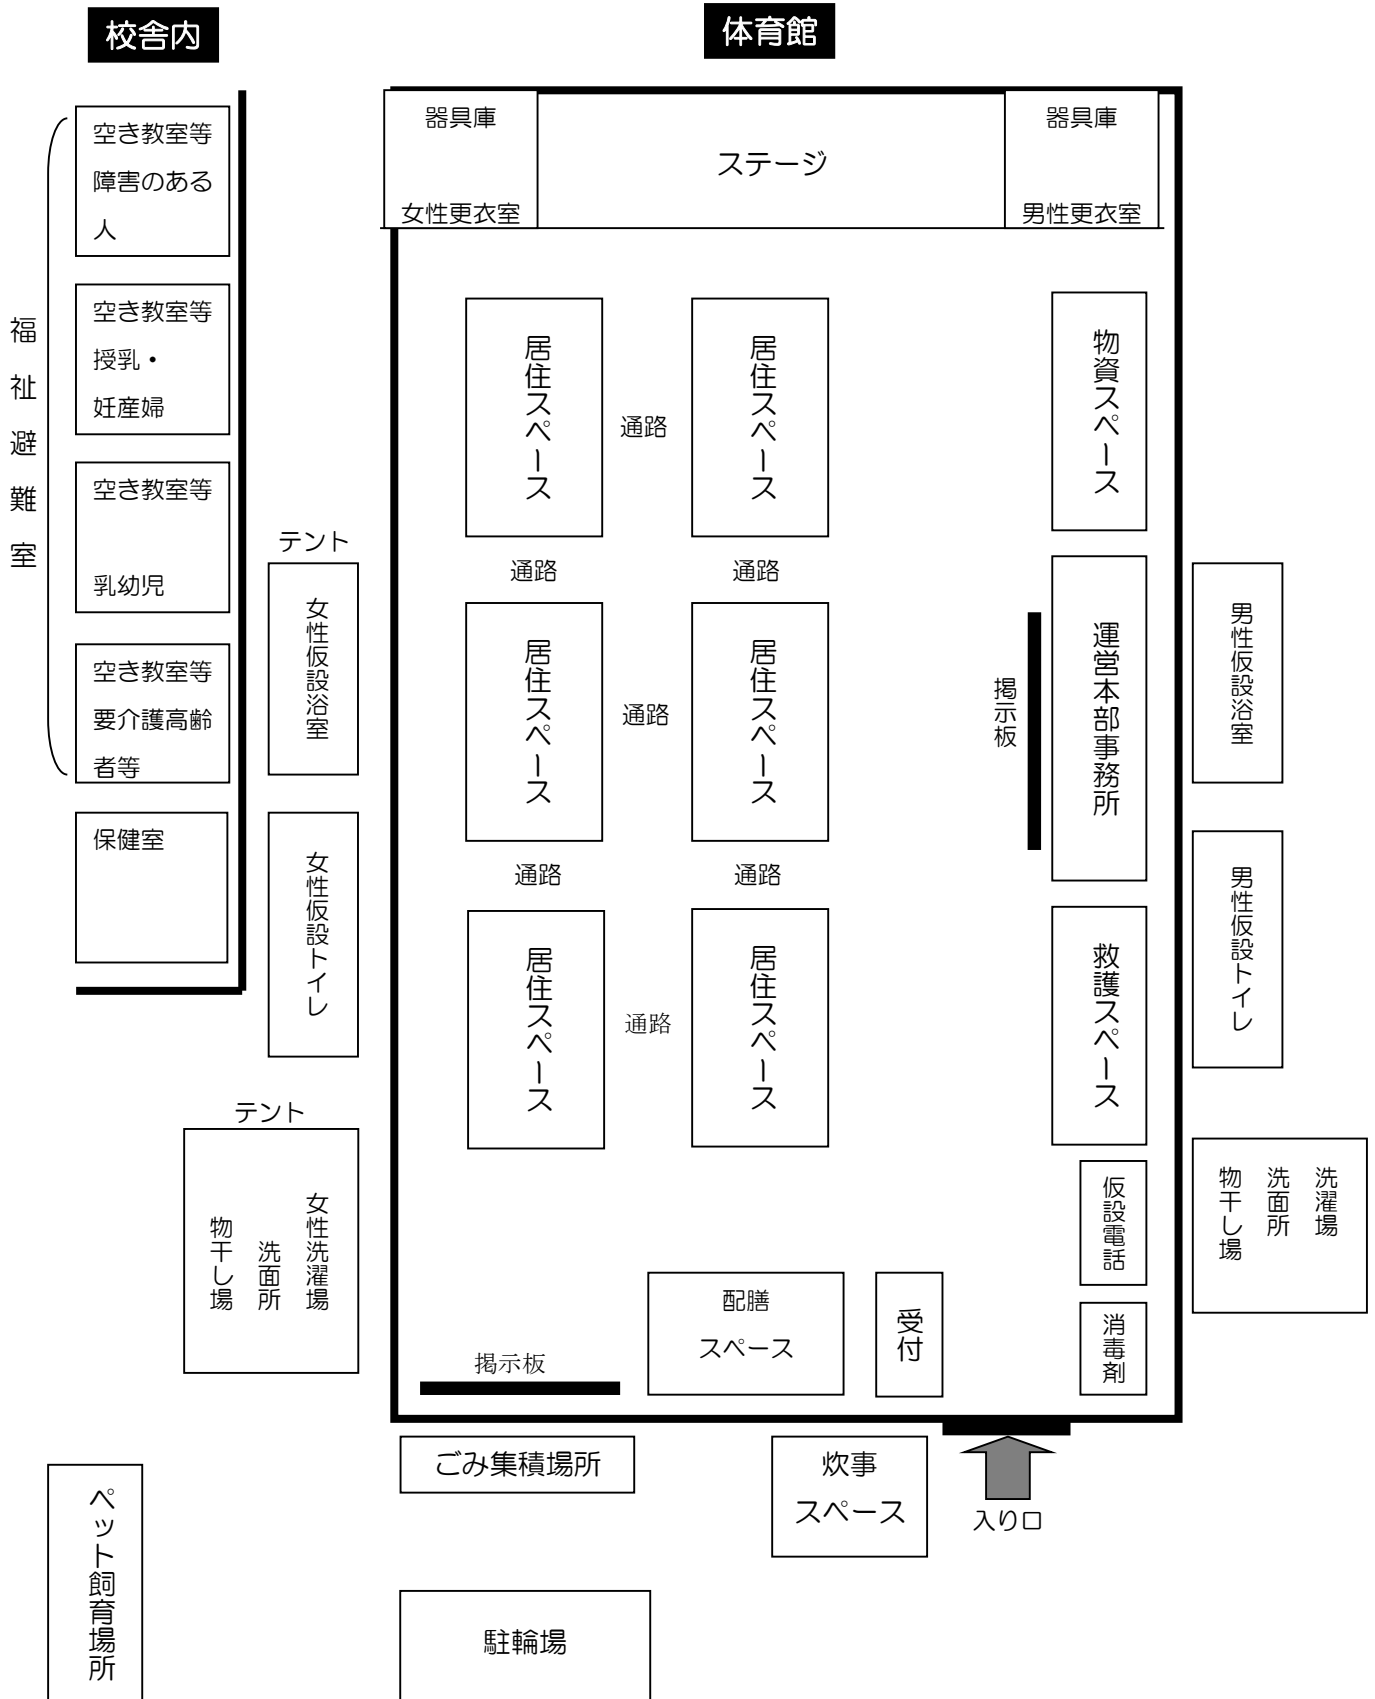 校舎内
体育館
空き教室等
障害のある
人
空き教室等
授乳・
妊産婦
空き教室等
乳幼児
空き教室等
要介護高齢
者等
保健室
福祉避難室
器具庫
女性更衣室
ステージ
器具庫
男性更衣室
居住スペース
通路
居住スペース
物資スペース
通路
通路
テント
女性仮設浴室
居住スペース
通路
居住スペース
掲示板
運営本部事務所
男性仮設浴室
通路
通路
女性仮設トイレ
居住スペース
通路
居住スペース
救護スペース
男性仮設トイレ
テント
女性洗濯場
洗面所
物干し場
仮設電話
洗濯場
洗面所
物干し場
配膳
スペース
受付
消毒剤
掲示板
ごみ集積場所
炊事
スペース
入り口
ペット飼育場所
駐輪場